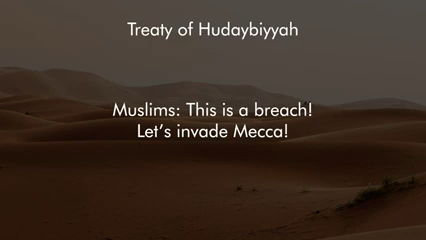 Treaty of Hudaybiyyah
Muslims: This is a breach!
Let’s invade Mecca!